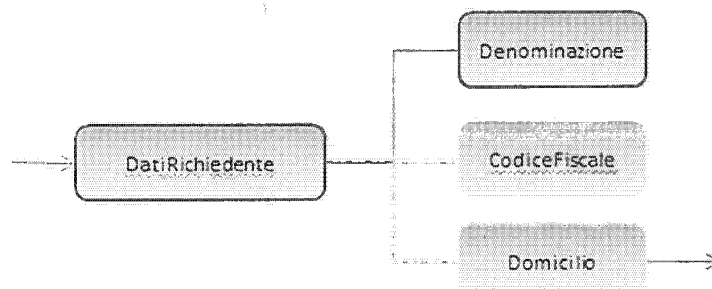 Denominazione
DatiRichiedente
CodiceFiscale
Domicilio